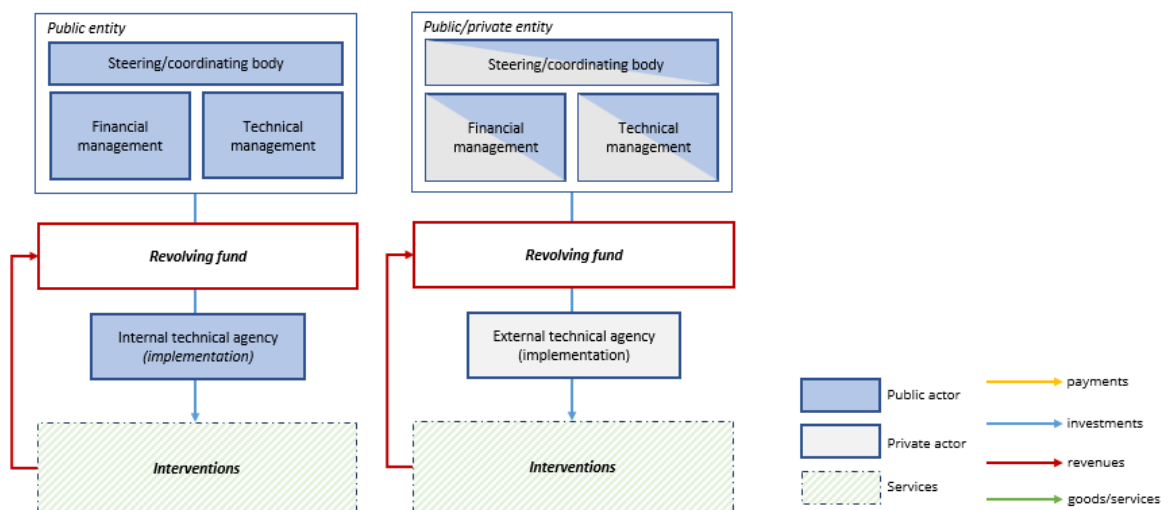 Public entity
Steering/coordinating body
Financial
management
Technical
management
Revolving fund
Internal technical agency
(implementation)
Interventions
Public/private entity
Steering/coordinating body
Financial
management
Technical
management
Revolving fund
External technical agency
(implementation)
Interventions
Public actor
Private actor
Services
payments
investments
revenues
goods/services